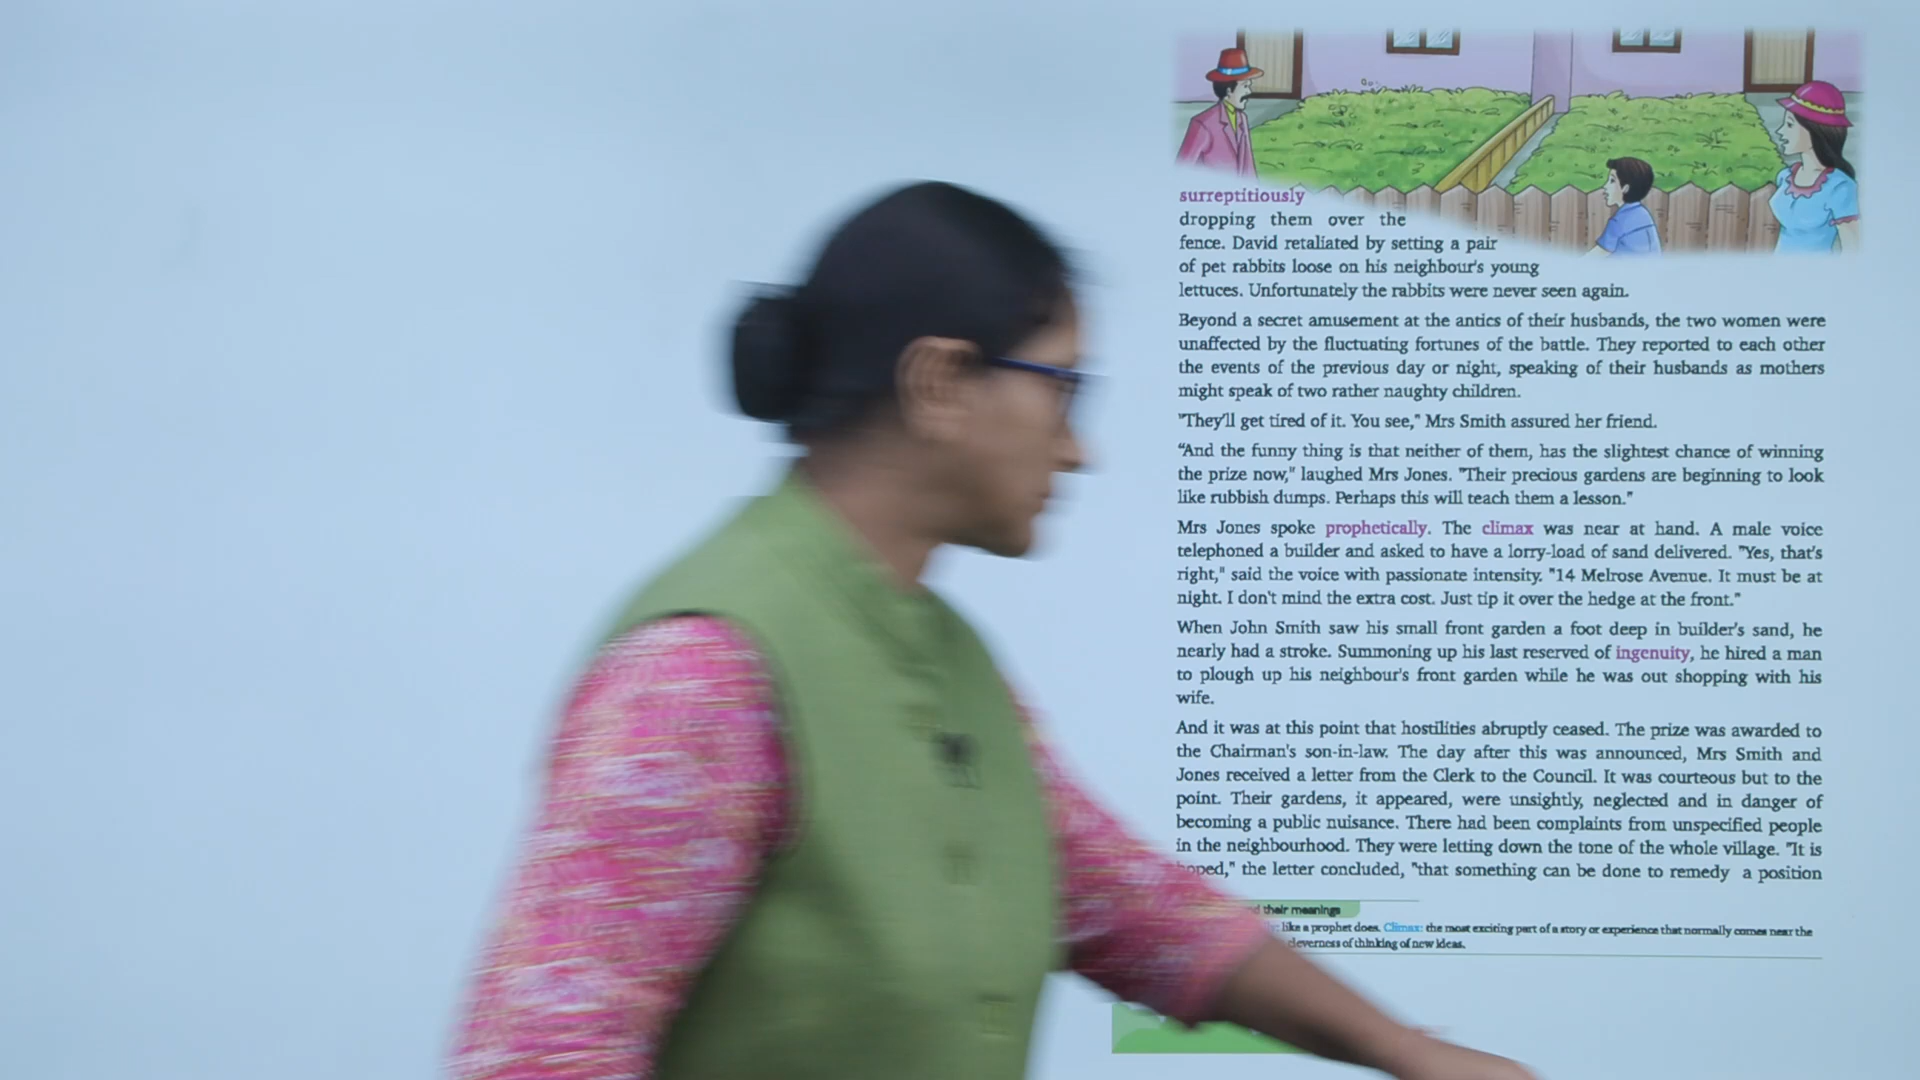 surreptitiously
dropping them over the
fence. David retaliated by setting a pair
of pet rabbits loose on his neighbour's young
lettuces. Unfortunately the rabbits were never seen again.
Beyond a secret amusement at the antics of their husbands, the two women were
unaffected by the fluctuating fortunes of the battle. They reported to each other
the events of the previous day or night, speaking of their husbands as mothers
might speak of two rather naughty children.
"They'll get tired of it. You see," Mrs Smith assured her friend.
"And the funny thing is that neither of them, has the slightest chance of winning
the prize now," laughed Mrs Jones. "Their precious gardens are beginning to look
like rubbish dumps. Perhaps this will teach them a lesson."
Mrs Jones spoke prophetically. The climax was near at hand. A male voice
telephoned a builder and asked to have a lorry-load of sand delivered. "Yes, that's
right," said the voice with passionate intensity. "14 Melrose Avenue. It must be at
night. I don't mind the extra cost. Just tip it over the hedge at the front."
When John Smith saw his small front garden a foot deep in builder's sand, he
nearly had a stroke. Summoning up his last reserved of ingenuity, he hired a man
to plough up his neighbour's front garden while he was out shopping with his
wife.
And it was at this point that hostilities abruptly ceased. The prize was awarded to
the Chairman's son-in-law. The day after this was announced, Mrs Smith and
Jones received a letter from the Clerk to the Council. It was courteous but to the
point. Their gardens, it appeared, were unsightly, neglected and in danger of
becoming a public nuisance. There had been complaints from unspecified people
in the neighbourhood. They were letting down the tone of the whole village. "It is
hoped," the letter concluded, "that something can be done to remedy a position
their meanings
like a prophet does. Climax: the most exciting part of a story or experience that normally comes near the
cleverness of thinking of new ideas.